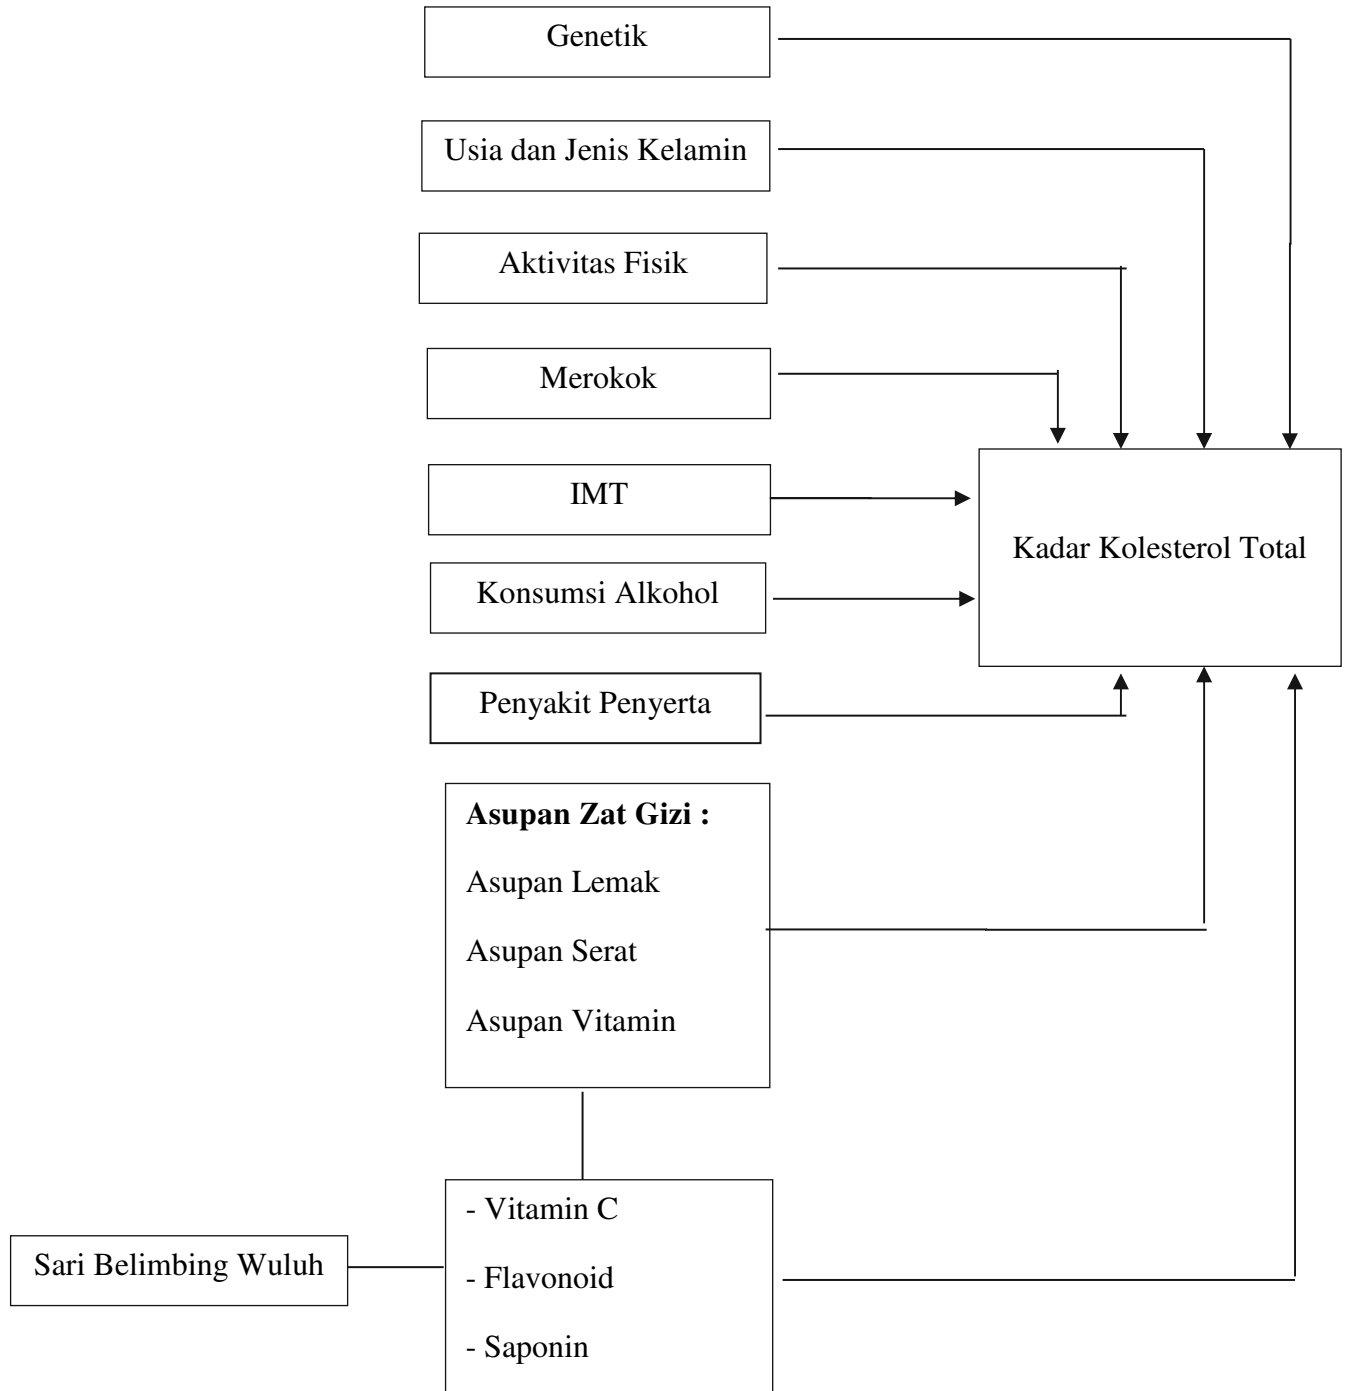 Genetik
Usia dan Jenis Kelamin
Aktivitas Fisik
Merokok
IMT
Kadar Kolesterol Total
Konsumsi Alkohol
Penyakit Penyerta
Asupan Zat Gizi :
Asupan Lemak
Asupan Serat
Asupan Vitamin
- Vitamin C
Sari Belimbing Wuluh
- Flavonoid
- Saponin